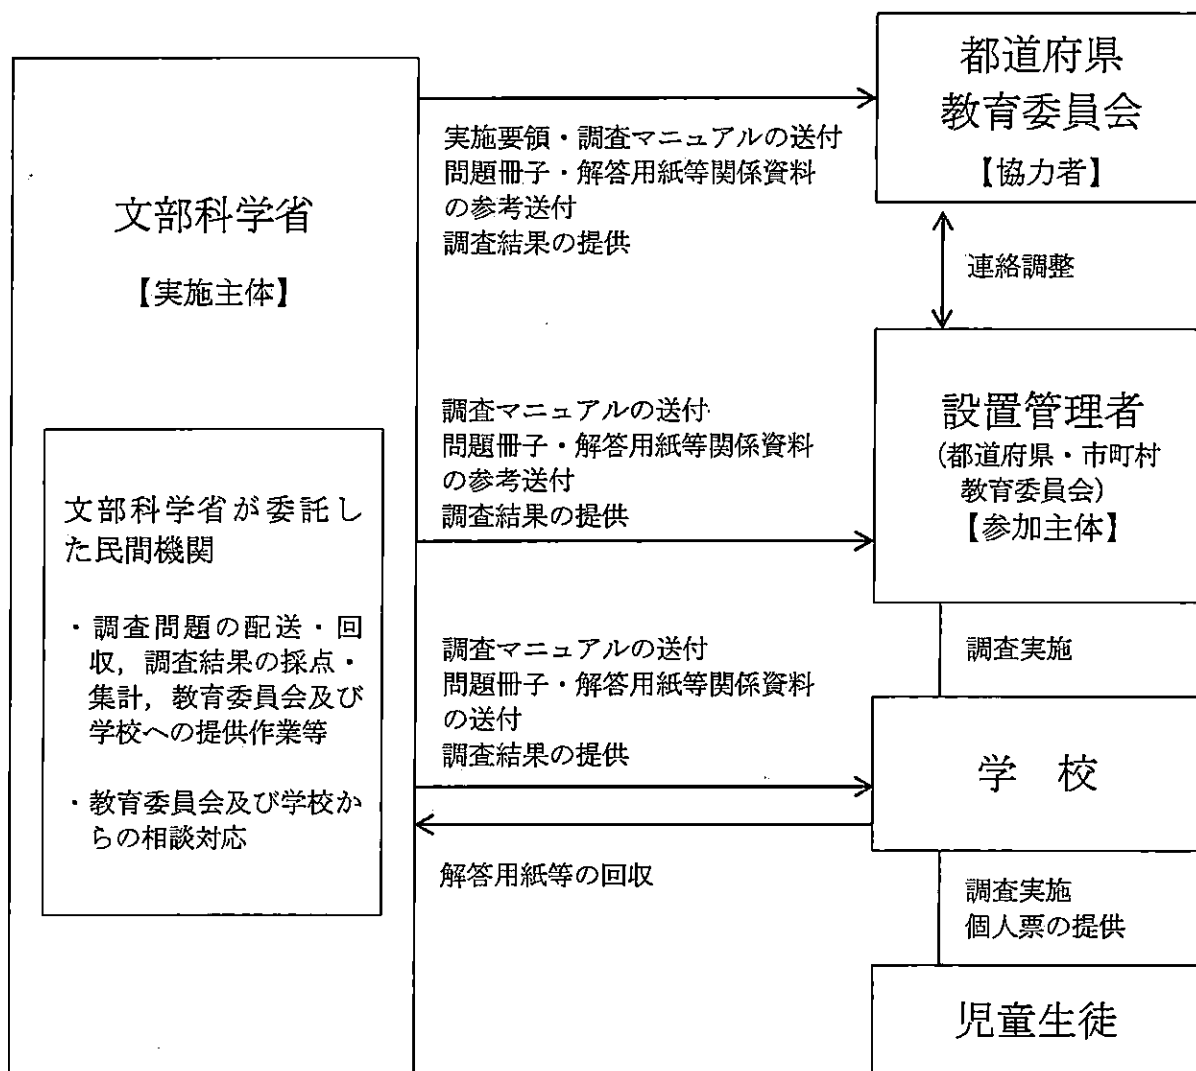 文部科学省
【実施主体】
文部科学省が委託し
た民間機関
・調査問題の配送・回
収，調査結果の採点・
集計，教育委員会及び
学校への提供作業等
・教育委員会及び学校か
らの相談対応
実施要領・調査マニュアルの送付
問題冊子・解答用紙等関係資料
の参考送付
調査結果の提供
都道府県
教育委員会
【協力者】
連絡調整
調査マニュアルの送付
問題冊子・解答用紙等関係資料
の参考送付
調査結果の提供
設置管理者
(都道府県・市町村
教育委員会)
【参加主体】
調査実施
調査マニュアルの送付
問題冊子・解答用紙等関係資料
の送付
調査結果の提供
学　校
解答用紙等の回収
調査実施
個人票の提供
児童生徒